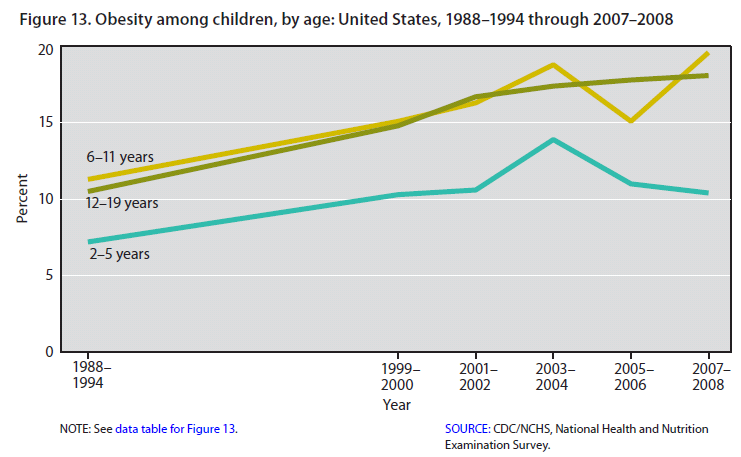 Figure 13. Obesity among children, by age: United States, 1988–1994 through 2007–2008
20
15
10
5
0
Percent
6–11 years
12–19 years
2–5 years
1988–
1994
1999–
2000
2001–
2002
2003–
2004
2005–
2006
2007–
2008
Year
NOTE: See data table for Figure 13.
SOURCE: CDC/NCHS, National Health and Nutrition
Examination Survey.